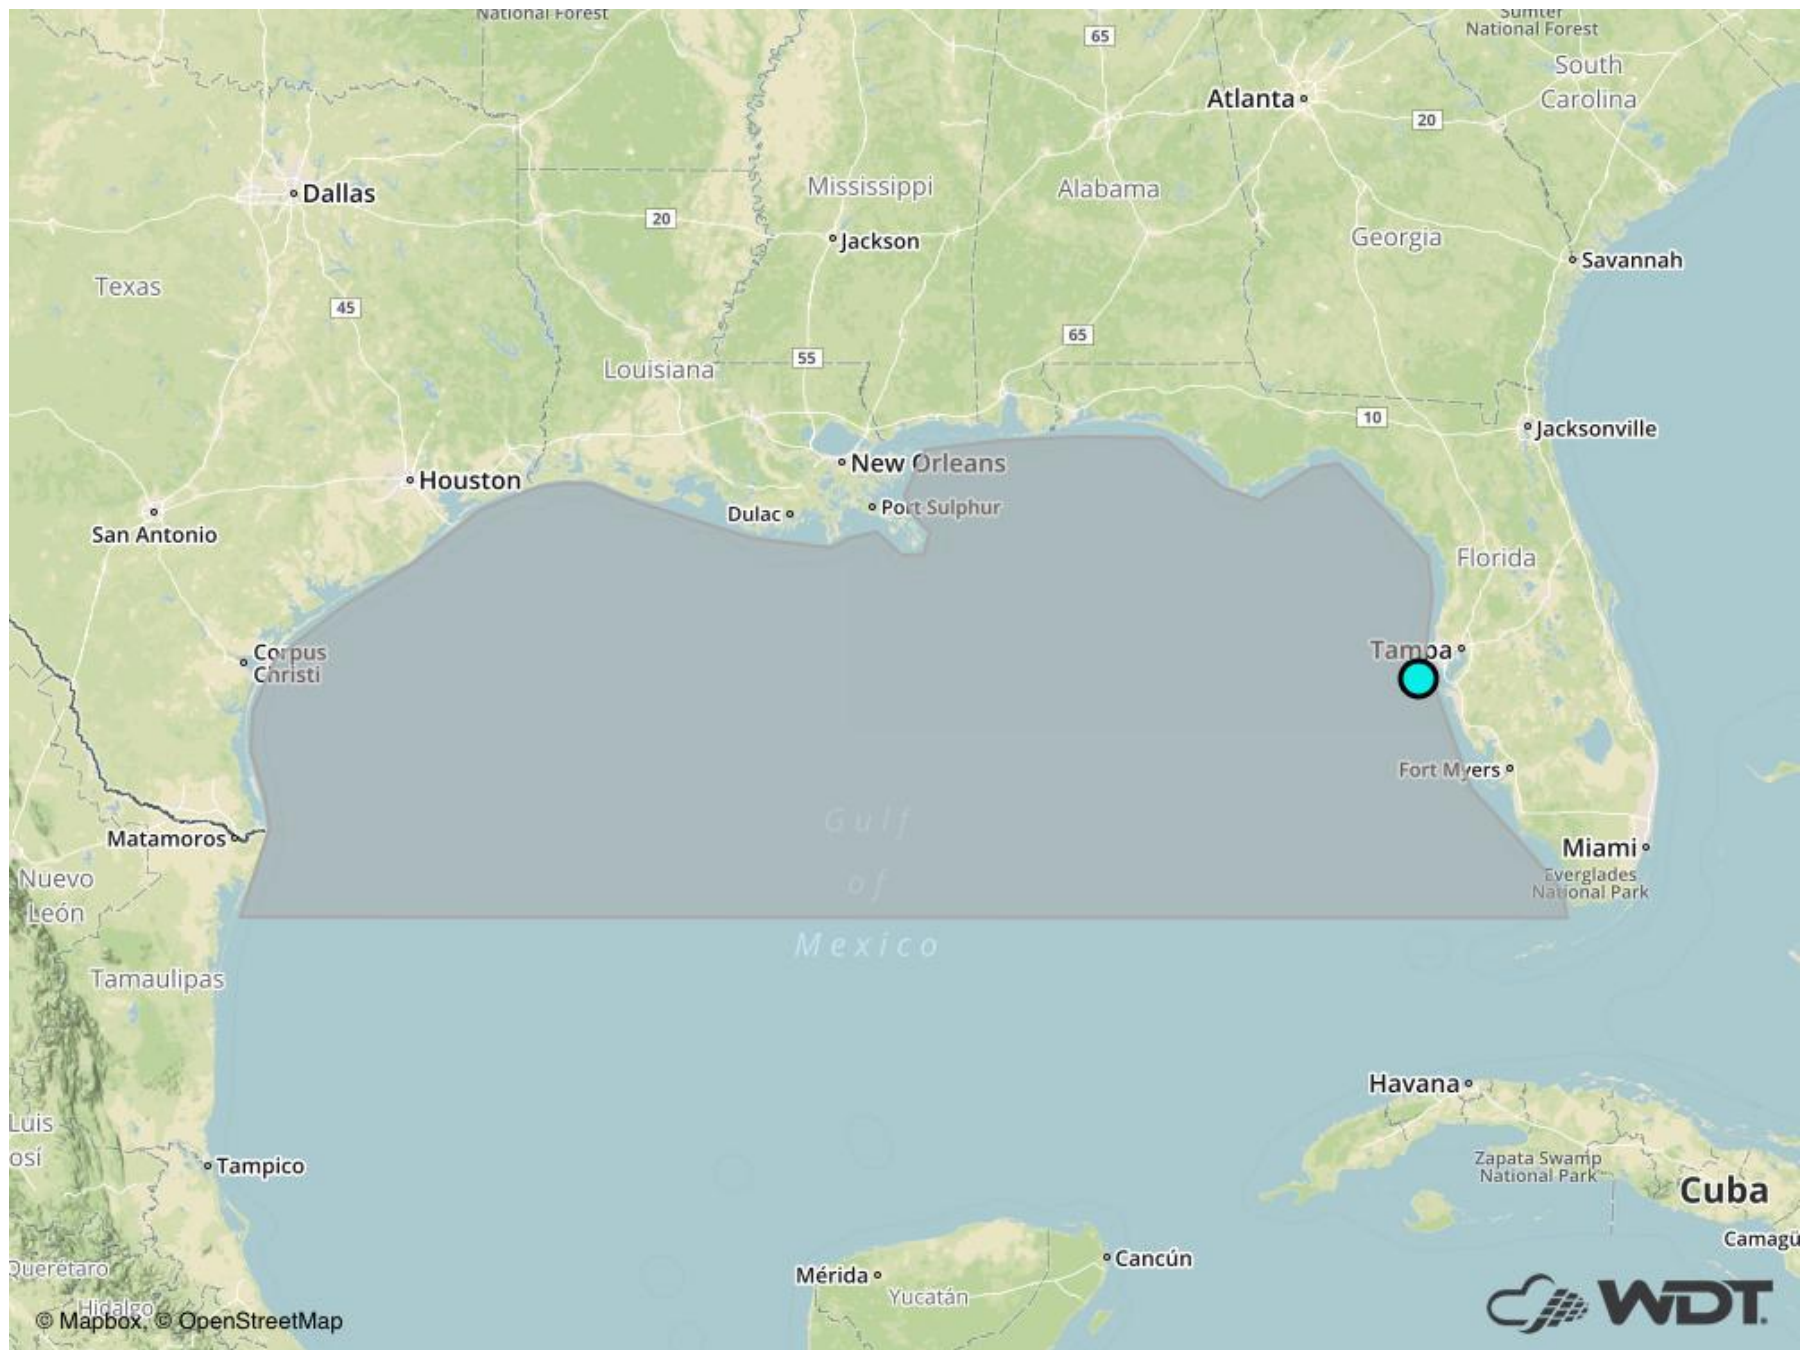 National Forest
Sumter
National Forest
65
South
Carolina
Atlanta
20
Dallas
Mississippi
Alabama
20
Jackson
Georgia
Savannah
Texas
45
65
55
Louisiana
10
Jacksonville
New Orleans
Houston
Port Sulphur
Dulac
San Antonio
Florida
Corpus
Christi
Tampa
Fort Myers
Gulf
of
Mexico
Matamoros
Miami
Everglades
National Park
Nuevo
León
Tamaulipas
Havana
Luis
osí
Tampico
Zapata Swamp
National Park
Cuba
Camagü
Cancún
Mérida
Yucatán
Querétaro
Hidalgo
© Mapbox, © OpenStreetMap
WDT